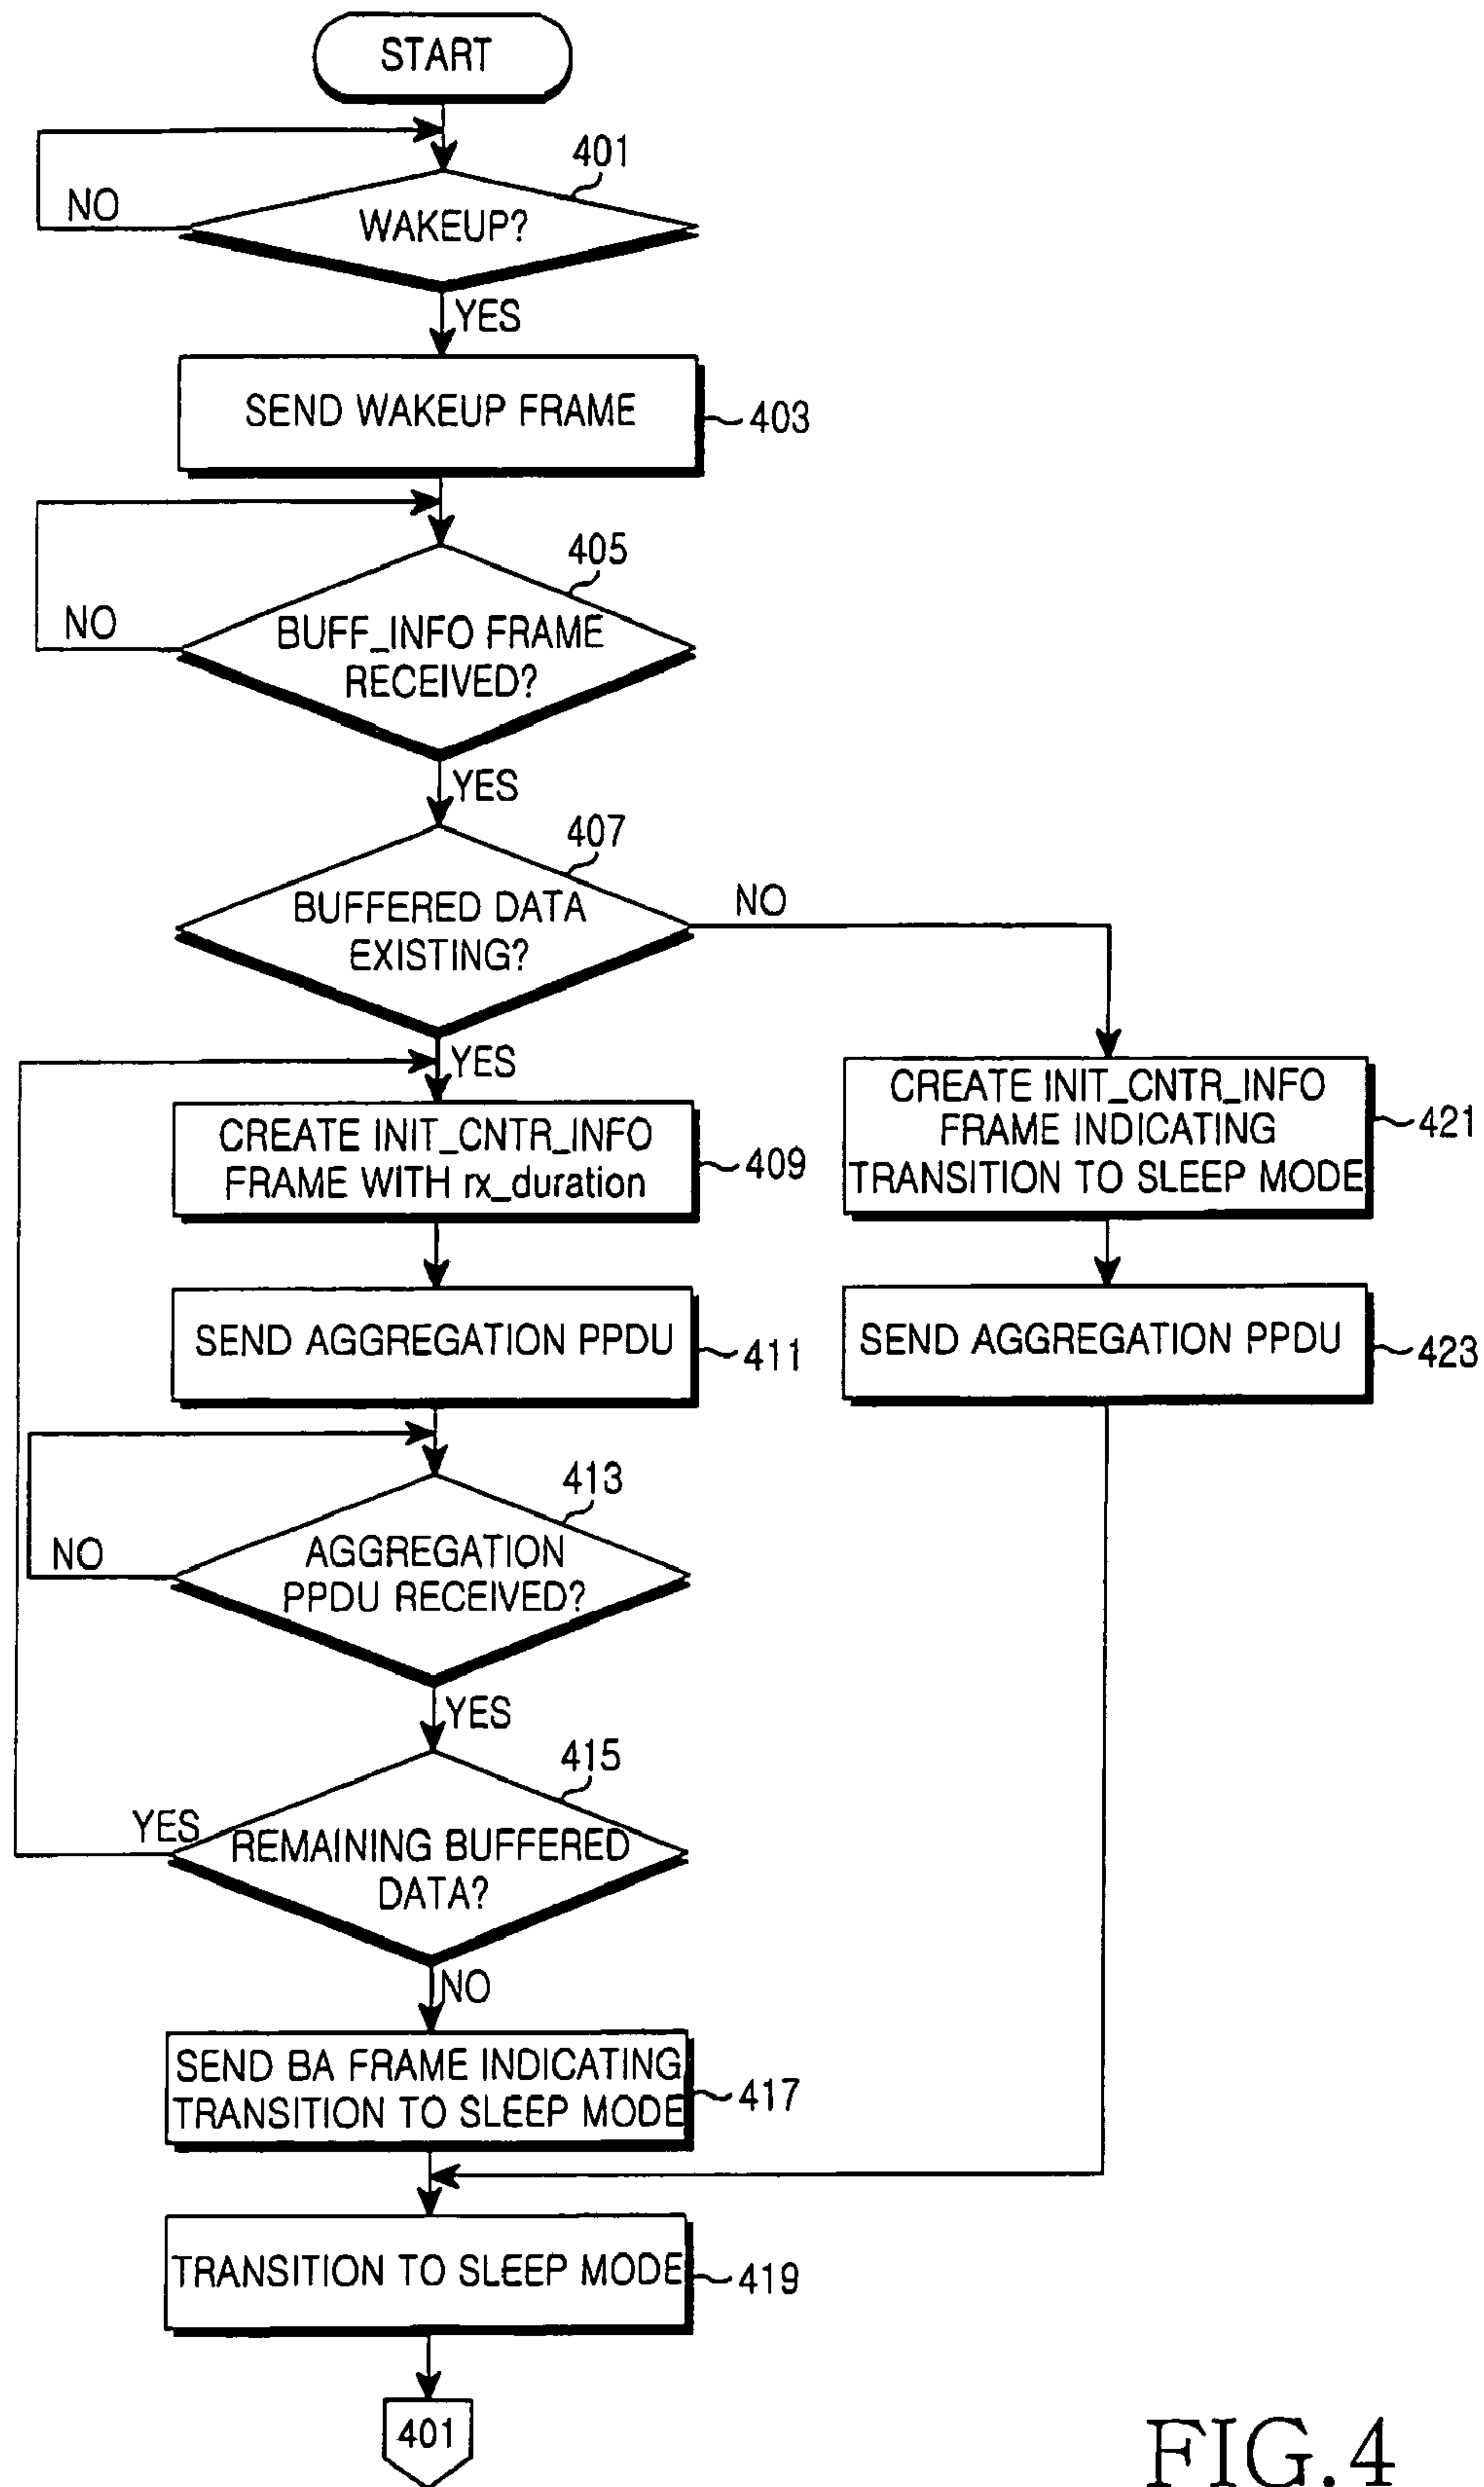 START
401
NO
WAKEUP?
YES
SEND WAKEUP FRAME
403
405
NO
BUFF_INFO FRAME
RECEIVED?
YES
407
BUFFERED DATA
EXISTING?
NO
YES
CREATE INIT_CNTR_INFO
FRAME WITH rx_duration
409
CREATE INIT_CNTR_INFO
FRAME INDICATING
TRANSITION TO SLEEP MODE
421
SEND AGGREGATION PPDU
411
SEND AGGREGATION PPDU
423
413
NO
AGGREGATION
PPDU RECEIVED?
YES
415
YES
REMAINING BUFFERED
DATA?
NO
SEND BA FRAME INDICATING
TRANSITION TO SLEEP MODE
417
TRANSITION TO SLEEP MODE
419
401
FIG.4